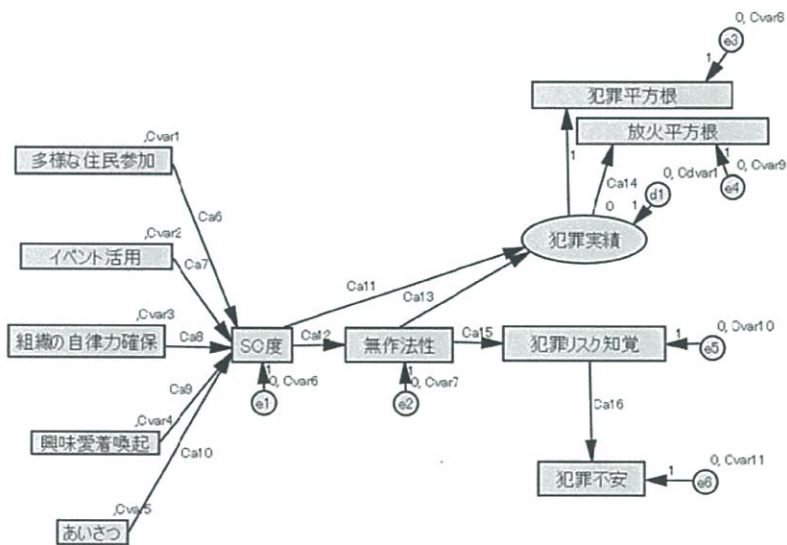 0, Cvar8
e3
1
犯罪平方根
放火平方根
,Cvar1
多様な住民参加
1
Ca14
1
0, Cvar9
e4
0, Cdvar1
d1
0
1
犯罪実績
Ca6
,Cvar2
イベント活用
Ca7
Ca11
Ca13
,Cvar3
組織の自律力確保
Ca8
SC度
Ca12
無作法性
Ca15
犯罪リスク知覚
1
0, Cvar10
e5
1
0, Cvar6
e1
1
0, Cvar7
e2
Ca9
,Cvar4
興味愛着喚起
Ca10
Ca16
,Cvar5
あいさつ
犯罪不安
1
0, Cvar11
e6